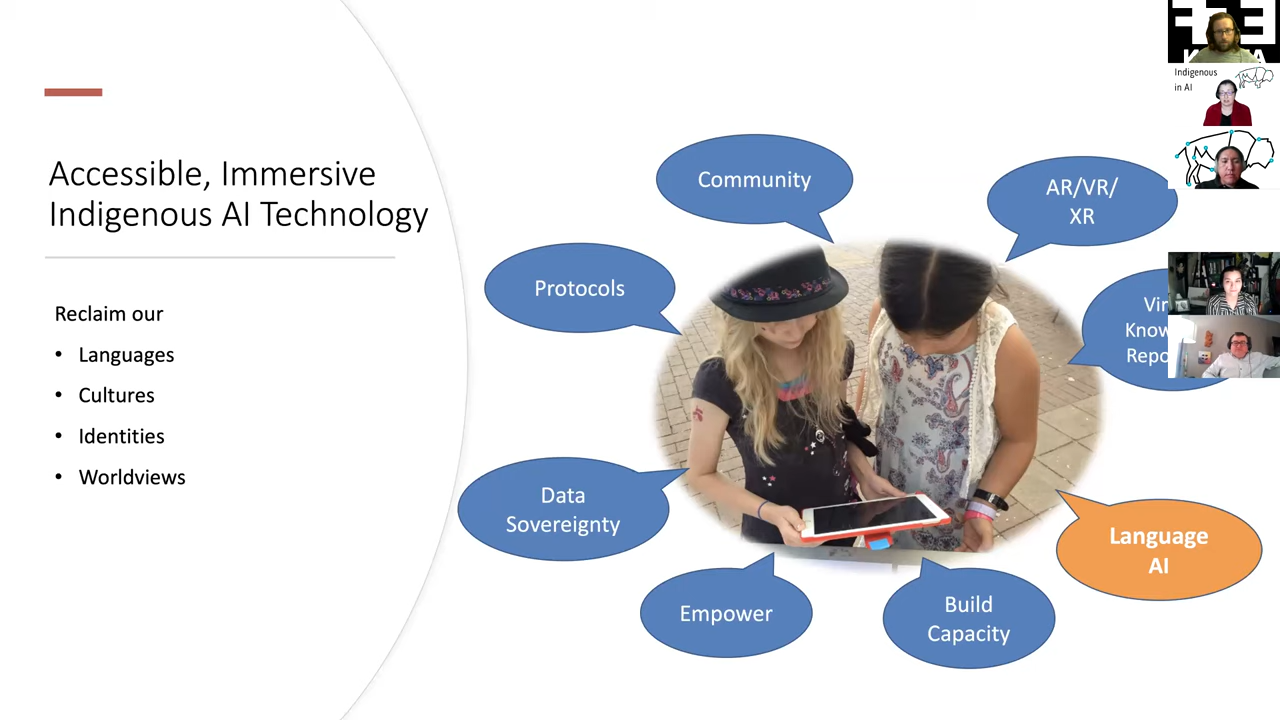 Accessible, Immersive
Indigenous AI Technology
Reclaim our
• Languages
• Cultures
• Identities
• Worldviews
Community
AR/VR/
XR
Protocols
Data
Sovereignty
Empower
Build
Capacity
Language
AI
Indigenous
in AI